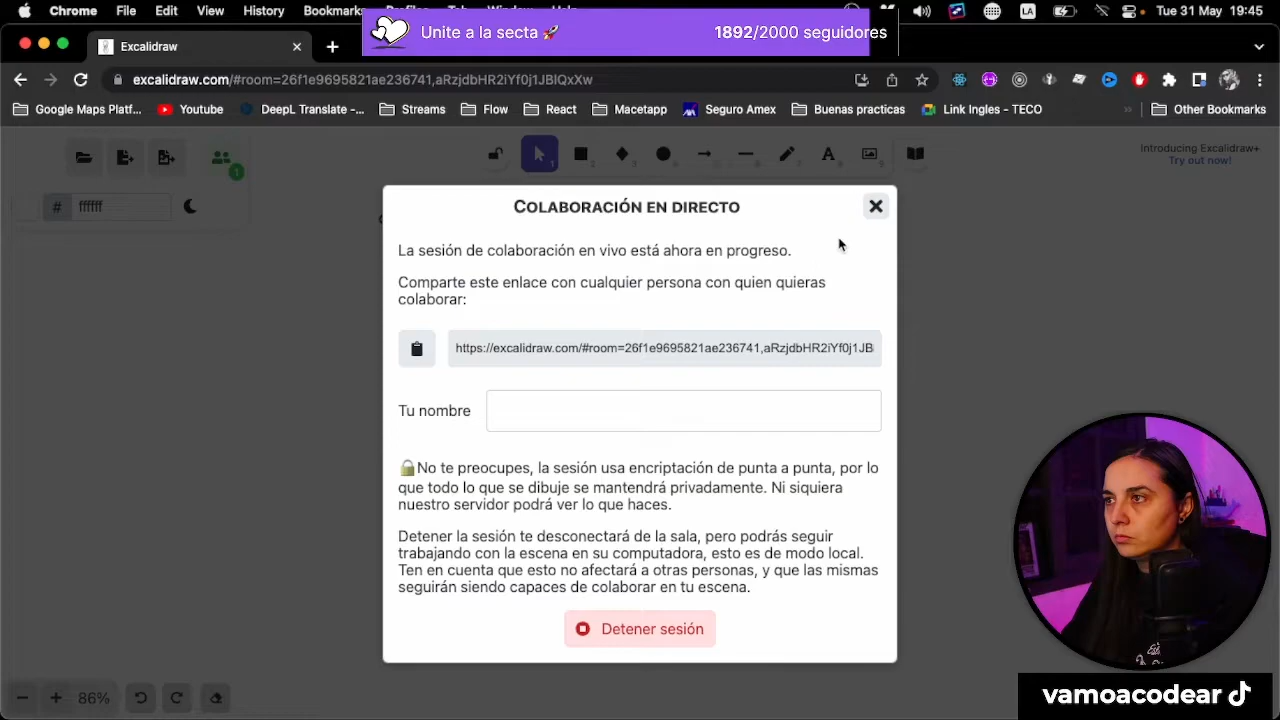 Chrome File Edit View History Bookmarks
LA
Tue 31 May 19:45
Unite a la secta 🚀 1892/2000 seguidores
Excalidraw
excalidraw.com/#room=26f1e9695821ae236741,aRzjdbHR2iYf0j1JBlQxXw
Google Maps Platf... Youtube DeepL Translate -... Streams Flow React Macetapp Seguro Amex Buenas practicas Link Ingles - TECO » Other Bookmarks
Introducing Excalidraw+
Try out now!
1
# ffffff
COLABORACIÓN EN DIRECTO
La sesión de colaboración en vivo está ahora en progreso.
Comparte este enlace con cualquier persona con quien quieras
colaborar:
https://excalidraw.com/#room=26f1e9695821ae236741,aRzjdbHR2iYf0j1JB
Tu nombre
🔒No te preocupes, la sesión usa encriptación de punta a punta, por lo
que todo lo que se dibuje se mantendrá privadamente. Ni siquiera
nuestro servidor podrá ver lo que haces.
Detener la sesión te desconectará de la sala, pero podrás seguir
trabajando con la escena en su computadora, esto es de modo local.
Ten en cuenta que esto no afectará a otras personas, y que las mismas
seguirán siendo capaces de colaborar en tu escena.
Detener sesión
86%
vamoacodear